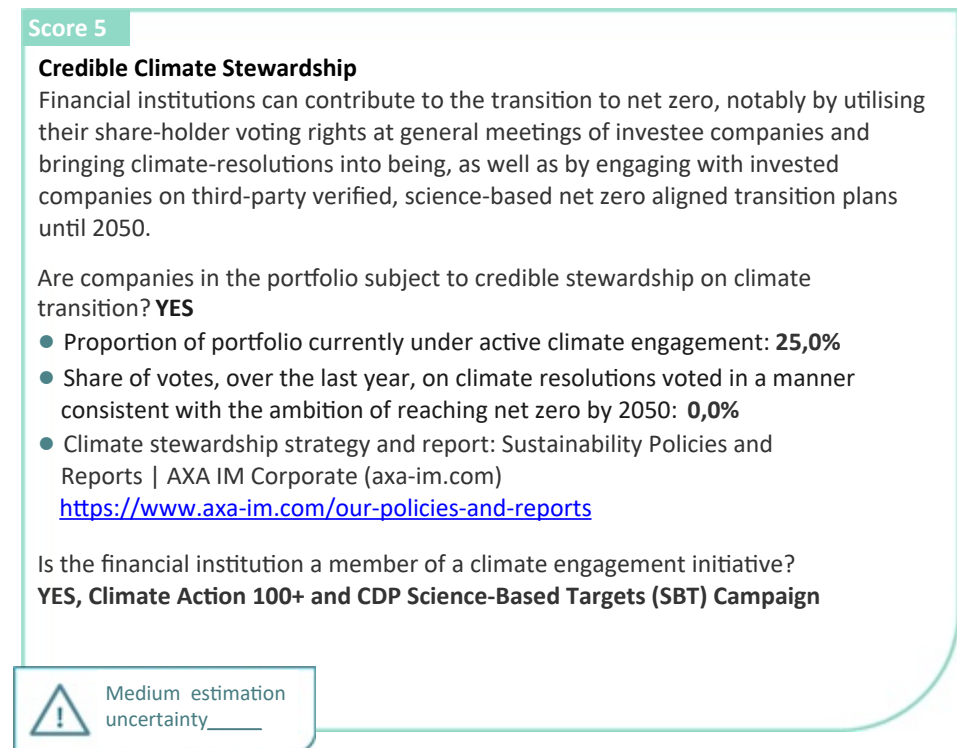 Score 5
Credible Climate Stewardship
Financial institutions can contribute to the transition to net zero, notably by utilising
their share-holder voting rights at general meetings of investee companies and
bringing climate-resolutions into being, as well as by engaging with invested
companies on third-party verified, science-based net zero aligned transition plans
until 2050.
Are companies in the portfolio subject to credible stewardship on climate
transition? YES
● Proportion of portfolio currently under active climate engagement: 25,0%
● Share of votes, over the last year, on climate resolutions voted in a manner
consistent with the ambition of reaching net zero by 2050: 0,0%
● Climate stewardship strategy and report: Sustainability Policies and
Reports | AXA IM Corporate (axa-im.com)
https://www.axa-im.com/our-policies-and-reports
Is the financial institution a member of a climate engagement initiative?
YES, Climate Action 100+ and CDP Science-Based Targets (SBT) Campaign
Medium estimation
uncertainty_____